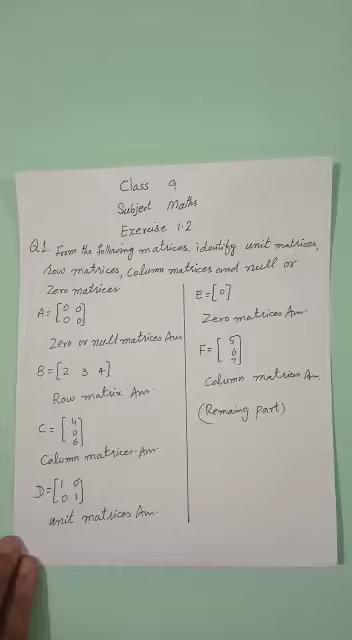 Class 9
Subject Maths
Exercise 1.2
Q1 From the following matrices, identify unit matrices,
row matrices, Column matrices and null or
Zero matrices.
A = [0 0
0 0]
Zero or null matrices Ans
B = [2 3 4]
Row matrix Ans.
C = [4
0
6]
Column matrices. Ans.
D = [1 0
0 1]
unit matrices Ans.
E = [0]
Zero matrices Ans.
F = [5
6
7]
Column matrices Ans.
(Remaing part)